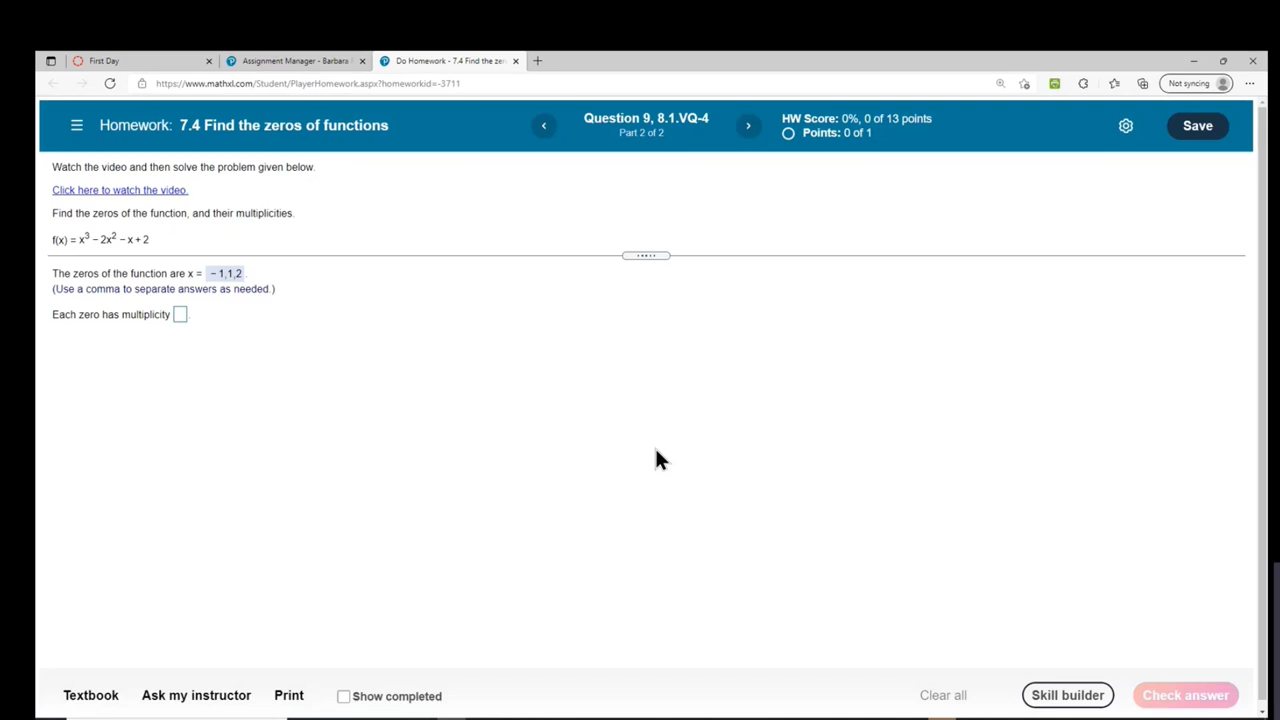 First Day
Assignment Manager - Barbara
Do Homework - 7.4 Find the ze
https://www.mathxl.com/Student/PlayerHomework.aspx?homeworkid=-3711
Not syncing
Homework: 7.4 Find the zeros of functions
Question 9, 8.1.VQ-4
Part 2 of 2
HW Score: 0%, 0 of 13 points
Points: 0 of 1
Save
Watch the video and then solve the problem given below.
Click here to watch the video.
Find the zeros of the function, and their multiplicities.
f(x) = x³ − 2x² − x + 2
The zeros of the function are x = − 1,1,2.
(Use a comma to separate answers as needed.)
Each zero has multiplicity .
Textbook
Ask my instructor
Print
Show completed
Clear all
Skill builder
Check answer